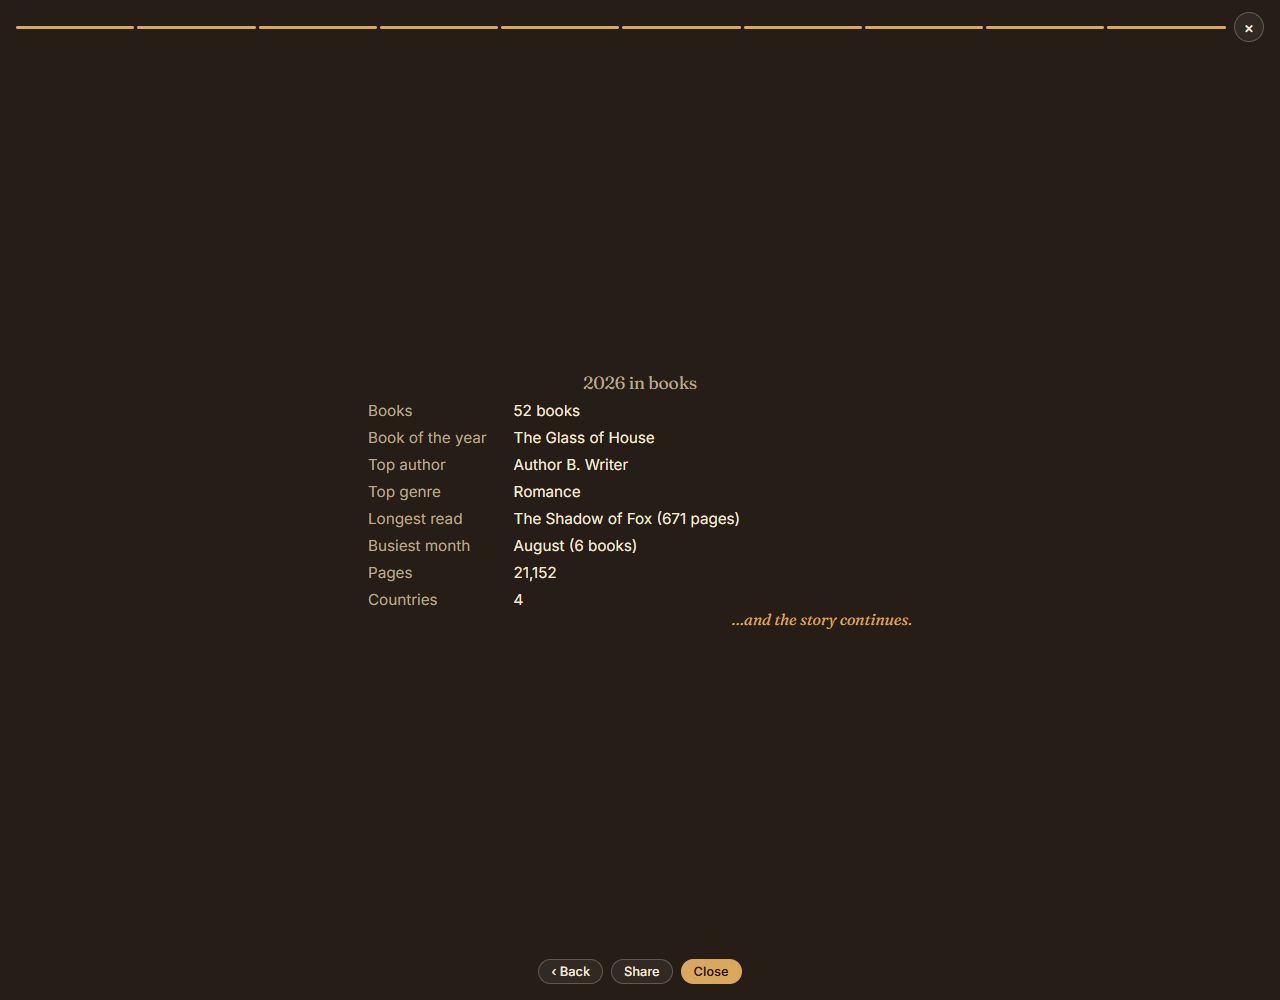 ×
2026 in books
Books 52 books
Book of the year The Glass of House
Top author Author B. Writer
Top genre Romance
Longest read The Shadow of Fox (671 pages)
Busiest month August (6 books)
Pages 21,152
Countries 4
...and the story continues.
‹ Back Share Close